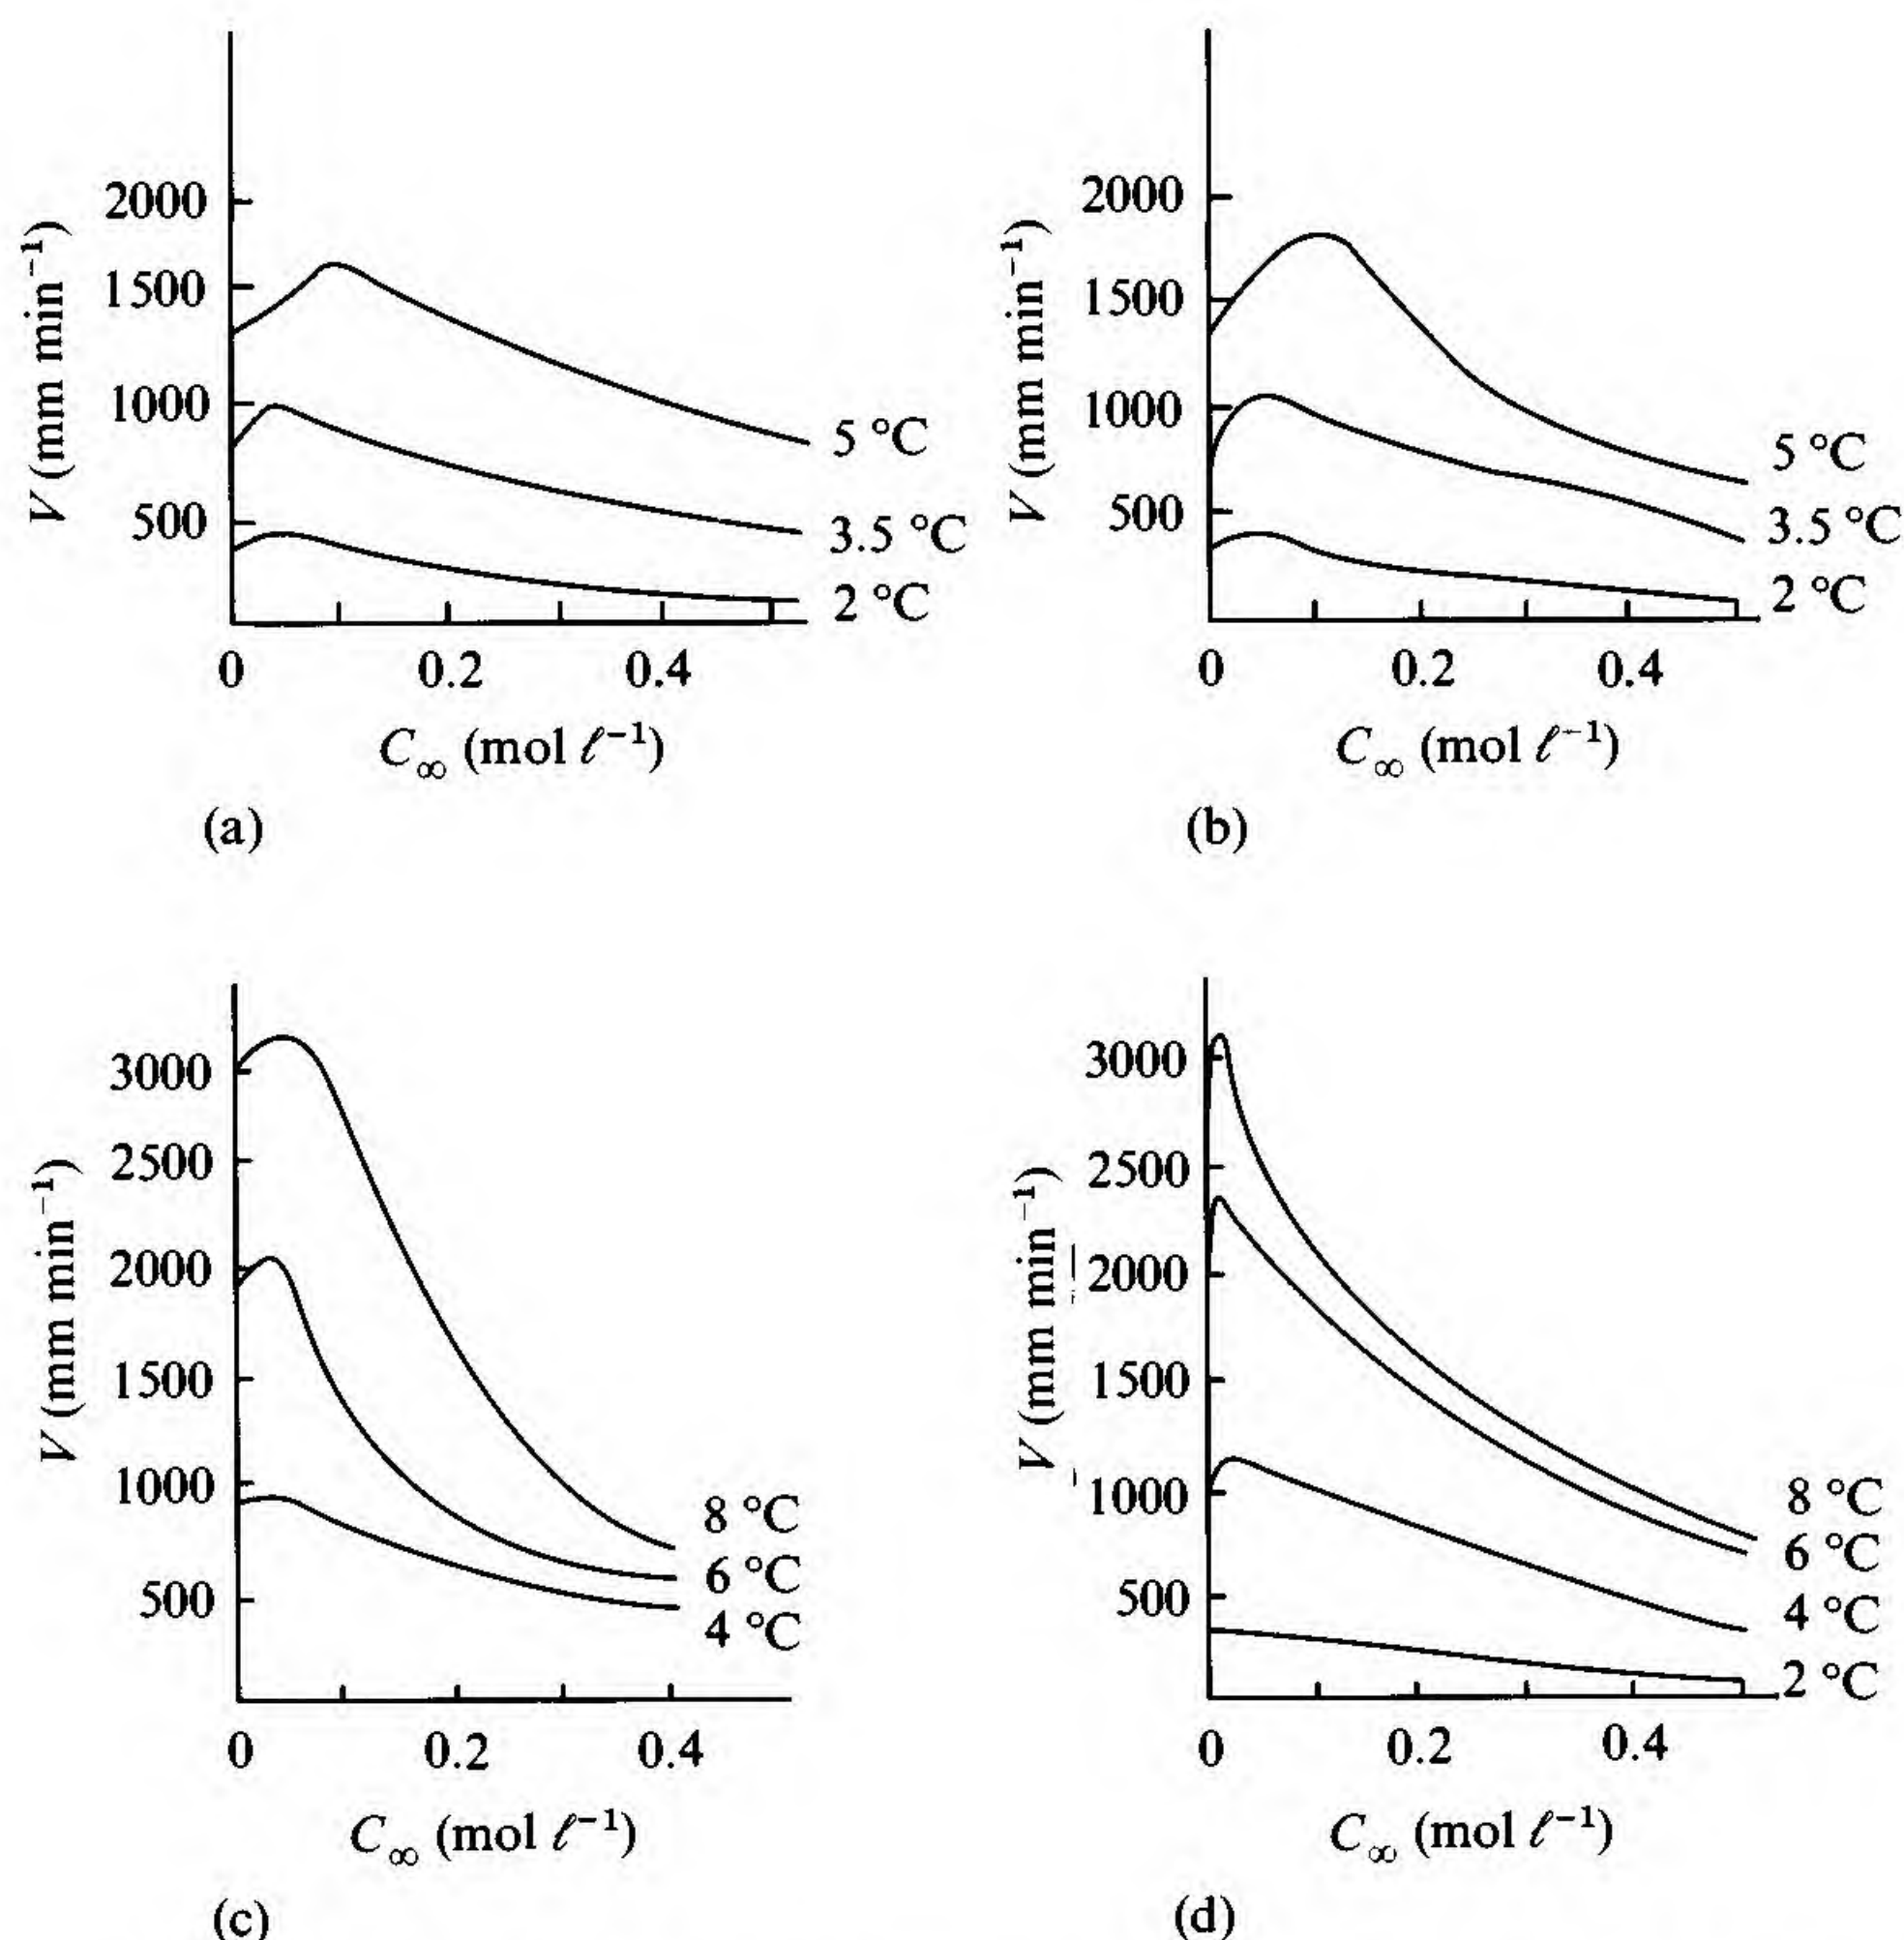 2000
1500
1000
500
V (mm min⁻¹)
5 °C
3.5 °C
2 °C
0 0.2 0.4
C∞ (mol ℓ⁻¹)
(a)
2000
1500
1000
500
V (mm min⁻¹)
5 °C
3.5 °C
2 °C
0 0.2 0.4
C∞ (mol ℓ⁻¹)
(b)
3000
2500
2000
1500
1000
500
V (mm min⁻¹)
8 °C
6 °C
4 °C
0 0.2 0.4
C∞ (mol ℓ⁻¹)
(c)
3000
2500
2000
1500
1000
500
V (mm min⁻¹)
8 °C
6 °C
4 °C
2 °C
0 0.2 0.4
C∞ (mol ℓ⁻¹)
(d)